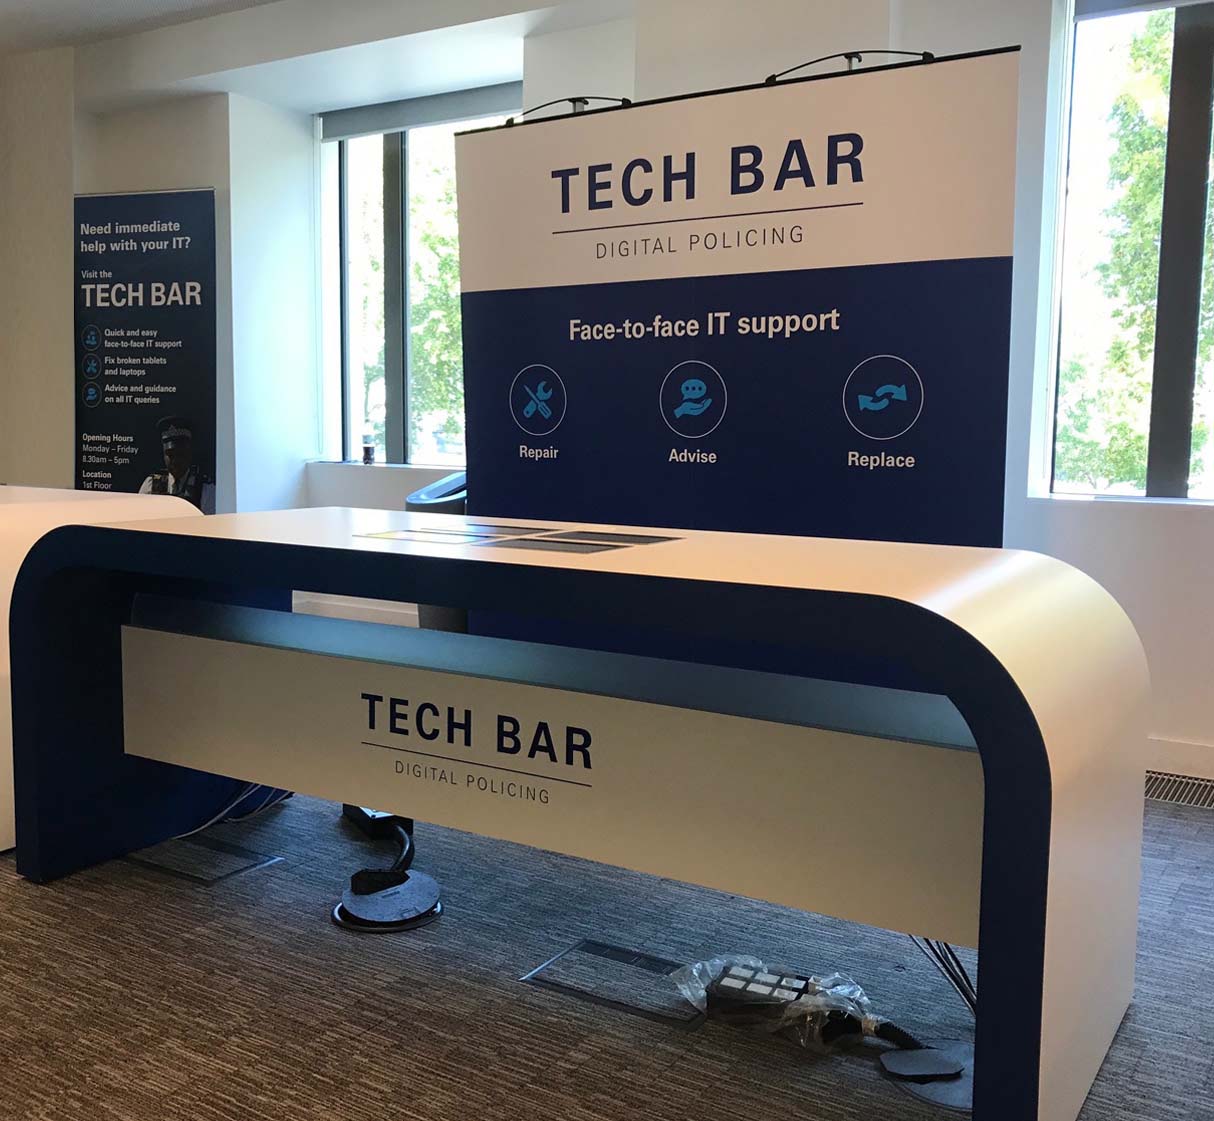 Need immediate
help with your IT?
Visit the
TECH BAR
Quick and easy
face-to-face IT support
Fix broken tablets
and laptops
Advice and guidance
on all IT queries
Opening Hours
Monday – Friday
8.30am – 5pm
Location
1st Floor
TECH BAR
DIGITAL POLICING
Face-to-face IT support
Repair
Advise
Replace
TECH BAR
DIGITAL POLICING